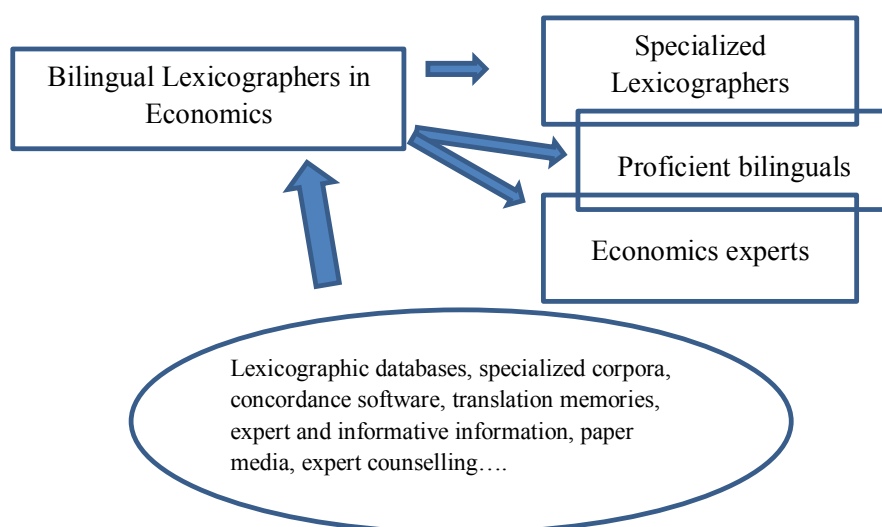 Bilingual Lexicographers in
Economics
Specialized
Lexicographers
Proficient bilinguals
Economics experts
Lexicographic databases, specialized corpora,
concordance software, translation memories,
expert and informative information, paper
media, expert counselling….